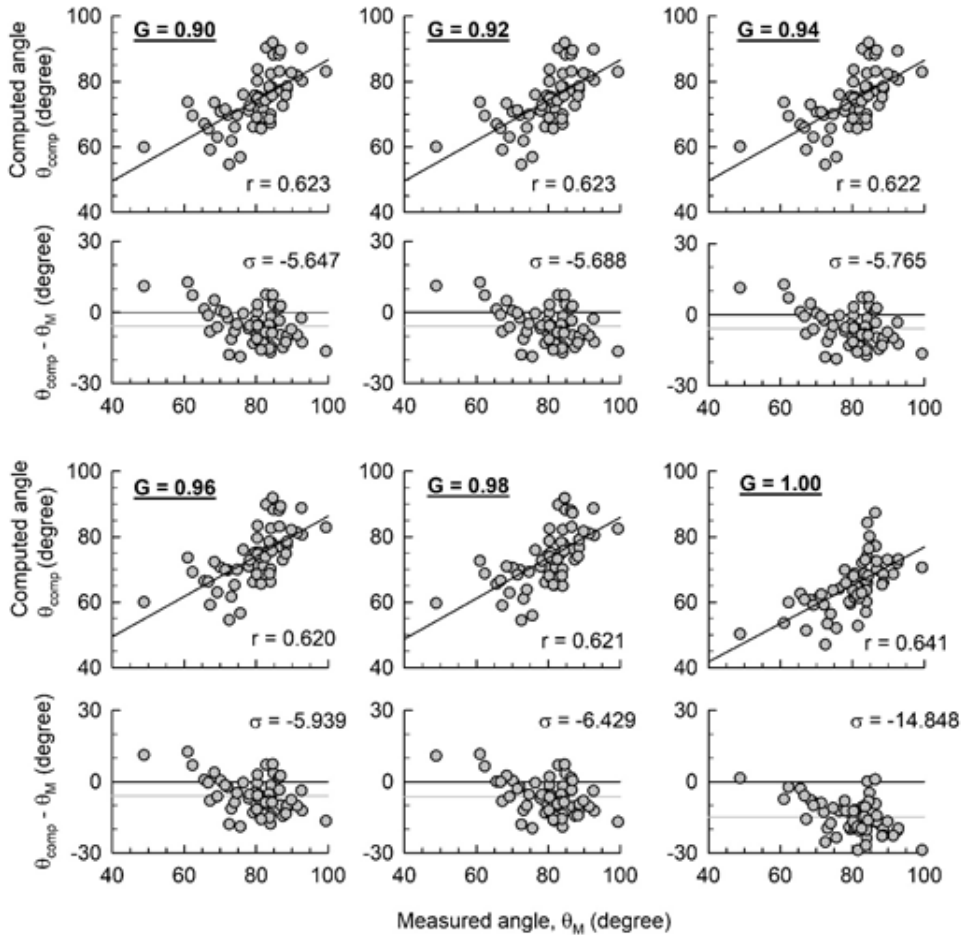 G = 0.90
G = 0.92
G = 0.94
Computed angle
θcomp (degree)
100
80
60
40
100
80
60
40
100
80
60
40
r = 0.623
r = 0.623
r = 0.622
θcomp - θM (degree)
30
0
-30
30
0
-30
30
0
-30
σ = -5.647
σ = -5.688
σ = -5.765
40 60 80 100
40 60 80 100
40 60 80 100
G = 0.96
G = 0.98
G = 1.00
Computed angle
θcomp (degree)
100
80
60
40
100
80
60
40
100
80
60
40
r = 0.620
r = 0.621
r = 0.641
θcomp - θM (degree)
30
0
-30
30
0
-30
30
0
-30
σ = -5.939
σ = -6.429
σ = -14.848
40 60 80 100
40 60 80 100
40 60 80 100
Measured angle, θM (degree)